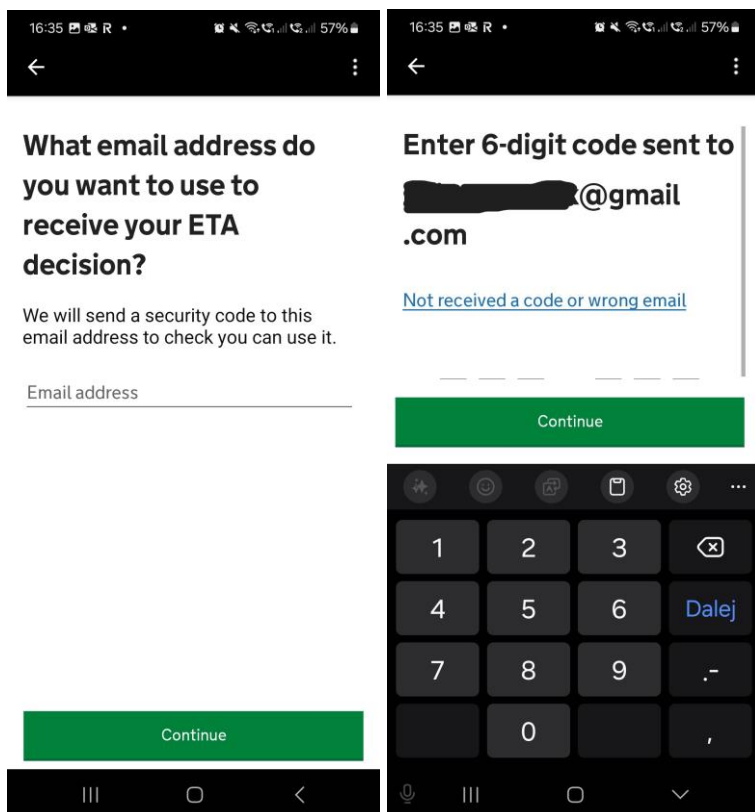 16:35 R • 57%
What email address do
you want to use to
receive your ETA
decision?
We will send a security code to this
email address to check you can use it.
Email address
Continue
16:35 R • 57%
Enter 6-digit code sent to
@gmail
.com
Not received a code or wrong email
Continue
1 2 3
4 5 6 Dalej
7 8 9 .-
0 ,